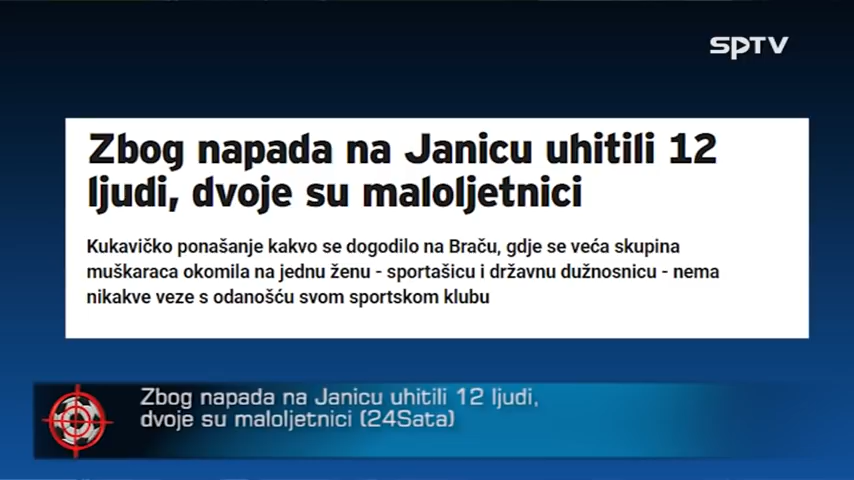 SPTV
Zbog napada na Janicu uhitili 12
ljudi, dvoje su maloljetnici
Kukavičko ponašanje kakvo se dogodilo na Braču, gdje se veća skupina
muškaraca okomila na jednu ženu - sportašicu i državnu dužnosnicu - nema
nikakve veze s odanošću svom sportskom klubu
Zbog napada na Janicu uhitili 12 ljudi,
dvoje su maloljetnici (24Sata)